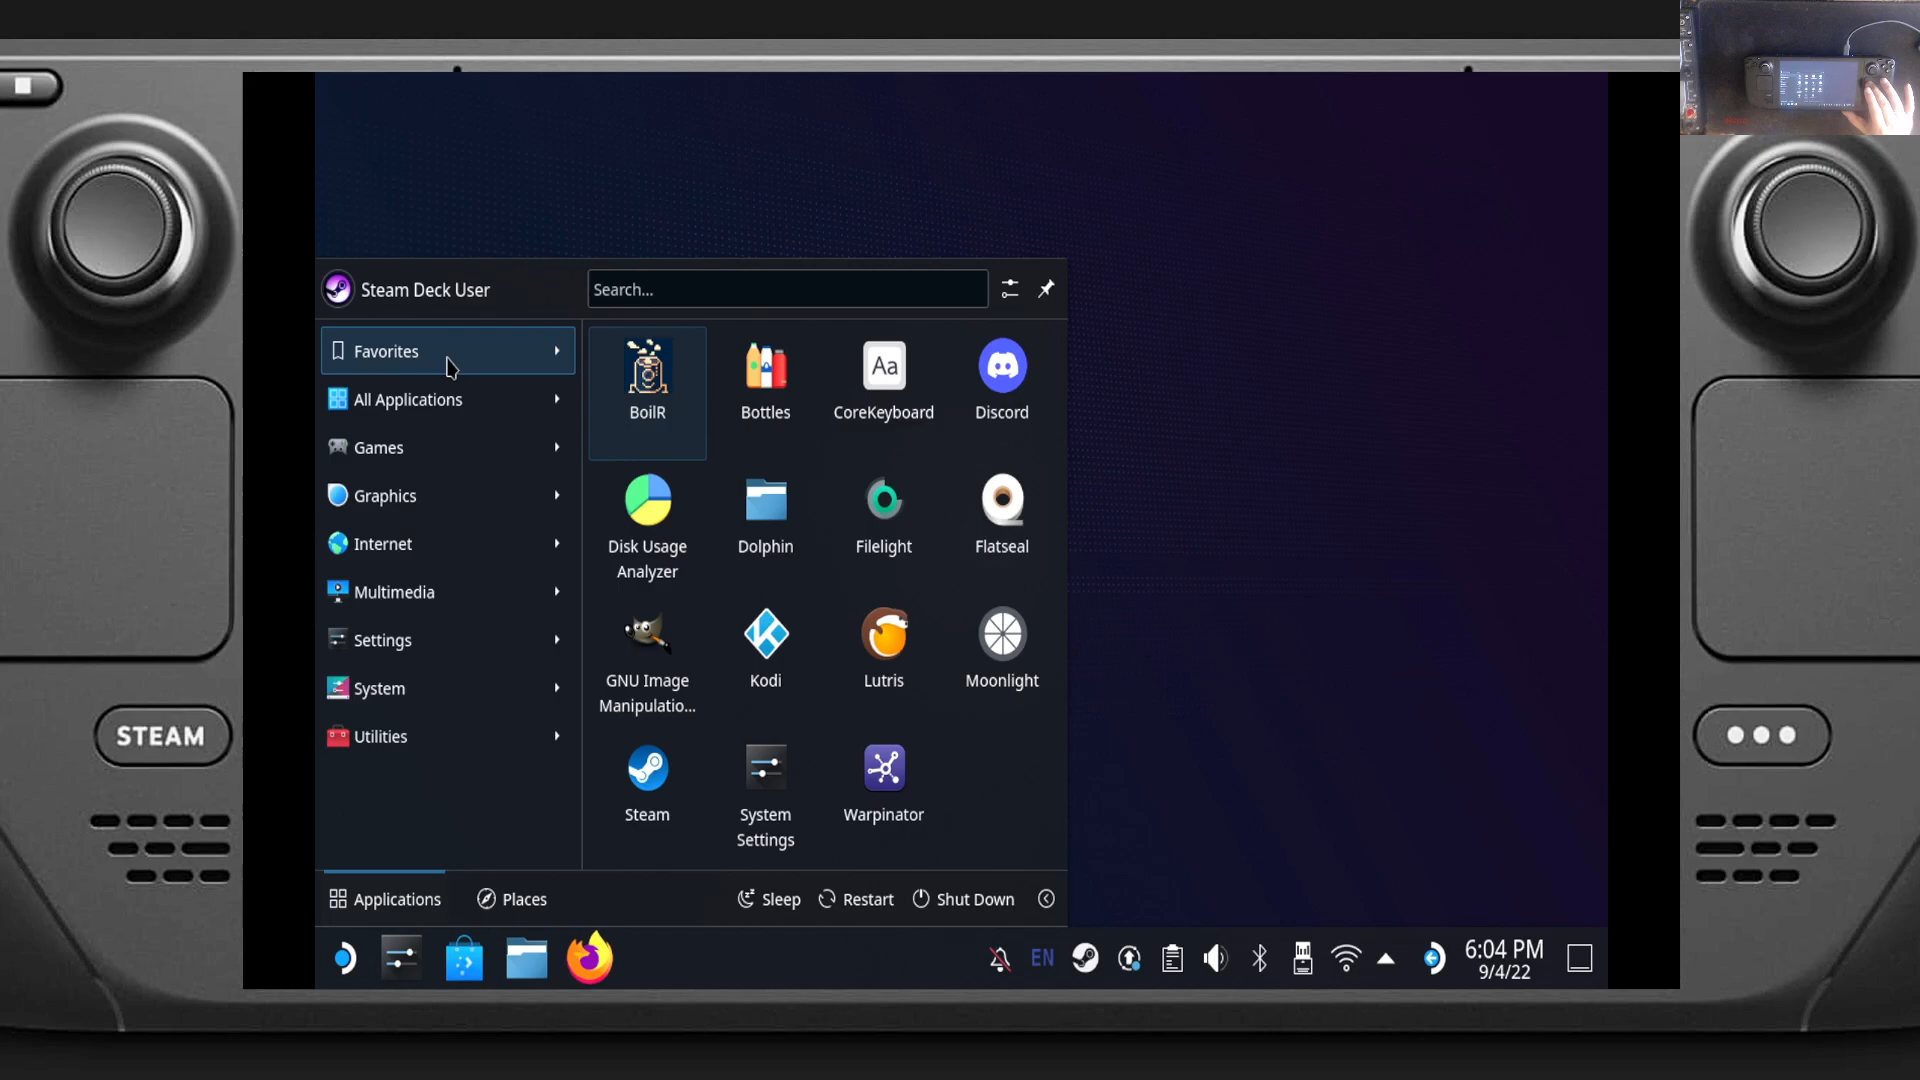 Steam Deck User
Search...
Favorites
All Applications
Games
Graphics
Internet
Multimedia
Settings
System
Utilities
BoilR
Bottles
Aa
CoreKeyboard
Discord
Disk Usage
Analyzer
Dolphin
Filelight
Flatseal
GNU Image
Manipulatio...
Kodi
Lutris
Moonlight
Steam
System
Settings
Warpinator
Applications
Places
Sleep
Restart
Shut Down
EN
6:04 PM
9/4/22
STEAM